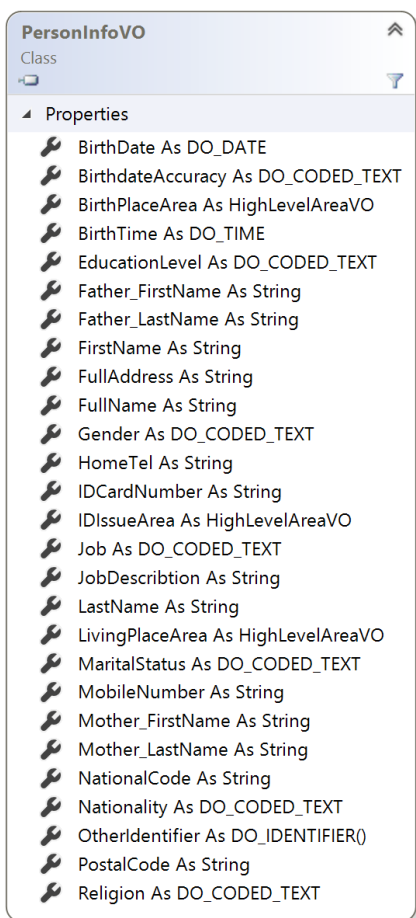 PersonInfoVO
Class
Properties
BirthDate As DO_DATE
BirthdateAccuracy As DO_CODED_TEXT
BirthPlaceArea As HighLevelAreaVO
BirthTime As DO_TIME
EducationLevel As DO_CODED_TEXT
Father_FirstName As String
Father_LastName As String
FirstName As String
FullAddress As String
FullName As String
Gender As DO_CODED_TEXT
HomeTel As String
IDCardNumber As String
IDIssueArea As HighLevelAreaVO
Job As DO_CODED_TEXT
JobDescribtion As String
LastName As String
LivingPlaceArea As HighLevelAreaVO
MaritalStatus As DO_CODED_TEXT
MobileNumber As String
Mother_FirstName As String
Mother_LastName As String
NationalCode As String
Nationality As DO_CODED_TEXT
OtherIdentifier As DO_IDENTIFIER()
PostalCode As String
Religion As DO_CODED_TEXT